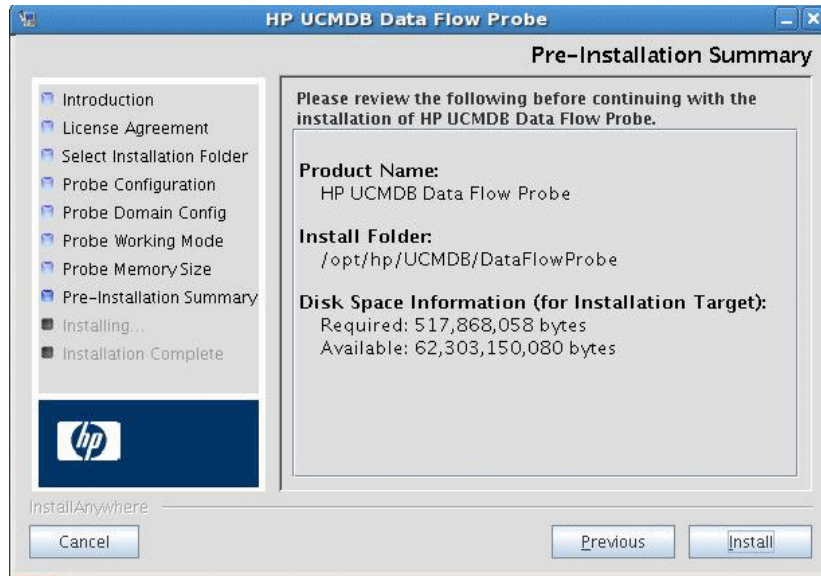 HP UCMDB Data Flow Probe
Pre-Installation Summary
Introduction
License Agreement
Select Installation Folder
Probe Configuration
Probe Domain Config
Probe Working Mode
Probe Memory Size
Pre-Installation Summary
Installing...
Installation Complete
Please review the following before continuing with the
installation of HP UCMDB Data Flow Probe.
Product Name:
HP UCMDB Data Flow Probe
Install Folder:
/opt/hp/UCMDB/DataFlowProbe
Disk Space Information (for Installation Target):
Required: 517,868,058 bytes
Available: 62,303,150,080 bytes
hp
InstallAnywhere
Cancel
Previous
Install